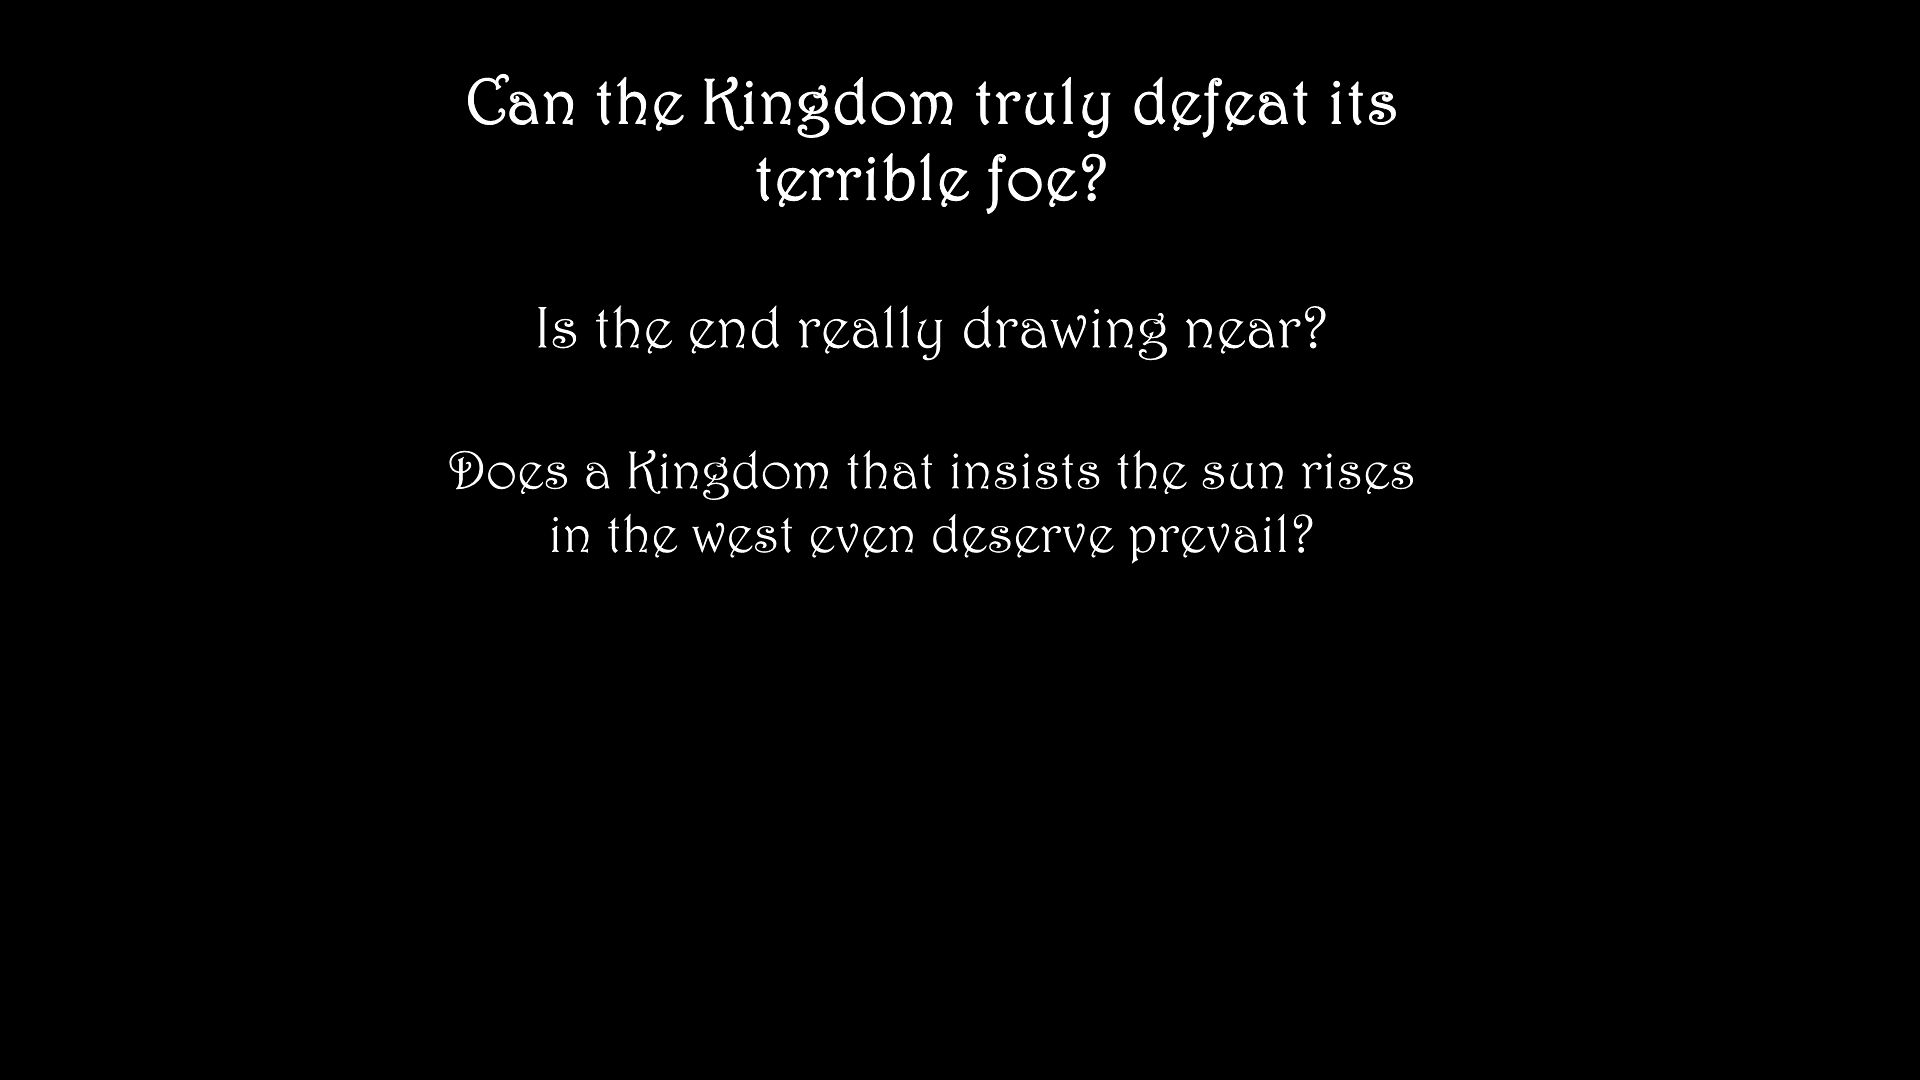 Can the Kingdom truly defeat its
terrible foe?
Is the end really drawing near?
Does a Kingdom that insists the sun rises
in the west even deserve prevail?